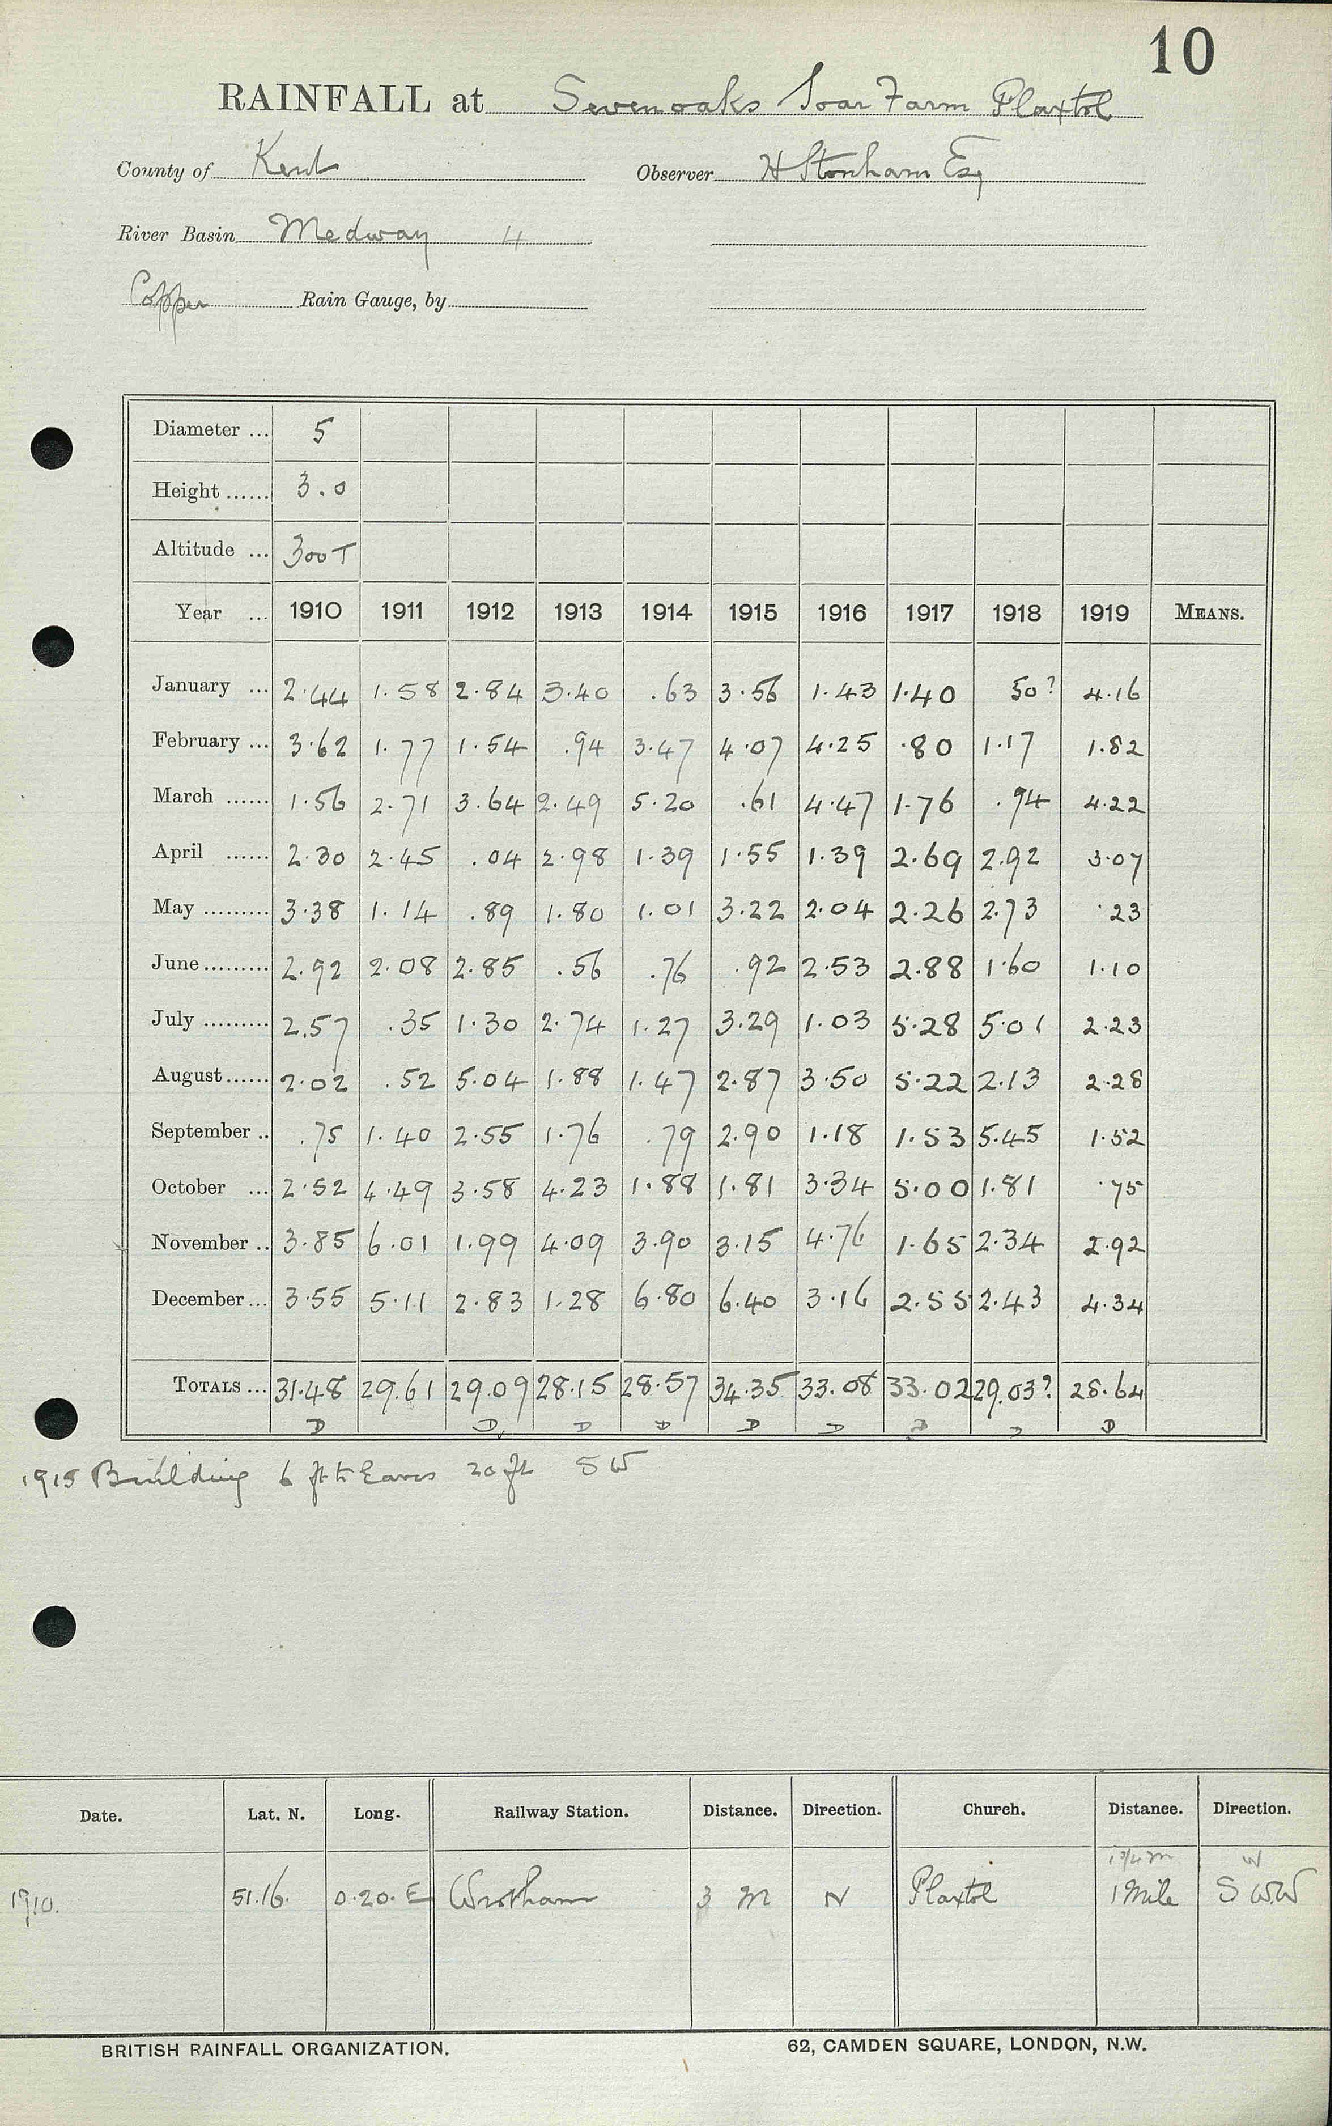 10
RAINFALL at Sevenoaks Soar Farm Plaxtol
County of Kent Observer H Stonham Esq
River Basin Medway 4
Copper Rain Gauge, by
Diameter ... 5
Height ...... 3.0
Altitude ... 300 T
Year ... 1910 1911 1912 1913 1914 1915 1916 1917 1918 1919 MEANS.
January ... 2.44 1.58 2.84 3.40 .63 3.56 1.43 1.40 50? 4.16
February ... 3.62 1.77 1.54 .94 3.47 4.07 4.25 .80 1.17 1.82
March ...... 1.56 2.71 3.64 2.49 5.20 .61 4.47 1.76 .94 4.22
April ...... 2.30 2.45 .04 2.98 1.39 1.55 1.39 2.69 2.92 3.07
May ......... 3.38 1.14 .89 1.80 1.01 3.22 2.04 2.26 2.73 .23
June ......... 2.92 2.08 2.85 .56 .76 .92 2.53 2.88 1.60 1.10
July ......... 2.57 .35 1.30 2.74 1.27 3.29 1.03 5.28 5.01 2.23
August ...... 2.02 .52 5.04 1.88 1.47 2.87 3.50 5.22 2.13 2.28
September .. .75 1.40 2.55 1.76 .79 2.90 1.18 1.53 5.45 1.52
October ... 2.52 4.49 3.58 4.23 1.88 1.81 3.34 5.00 1.81 .75
November .. 3.85 6.01 1.99 4.09 3.90 3.15 4.76 1.65 2.34 2.92
December ... 3.55 5.11 2.83 1.28 6.80 6.40 3.16 2.55 2.43 4.34
TOTALS ... 31.48 29.61 29.09 28.15 28.57 34.35 33.08 33.02 29.03? 28.64
D D D D D D D D D
1915 Building 6 ft to Eaves 20 ft SW
Date. Lat. N. Long. Railway Station. Distance. Direction. Church. Distance. Direction.
1 3/4 m W
1910. 51.16. 0.20. E Wrotham 3 M N Plaxtol 1 Mile S W.W
BRITISH RAINFALL ORGANIZATION. 62, CAMDEN SQUARE, LONDON, N.W.